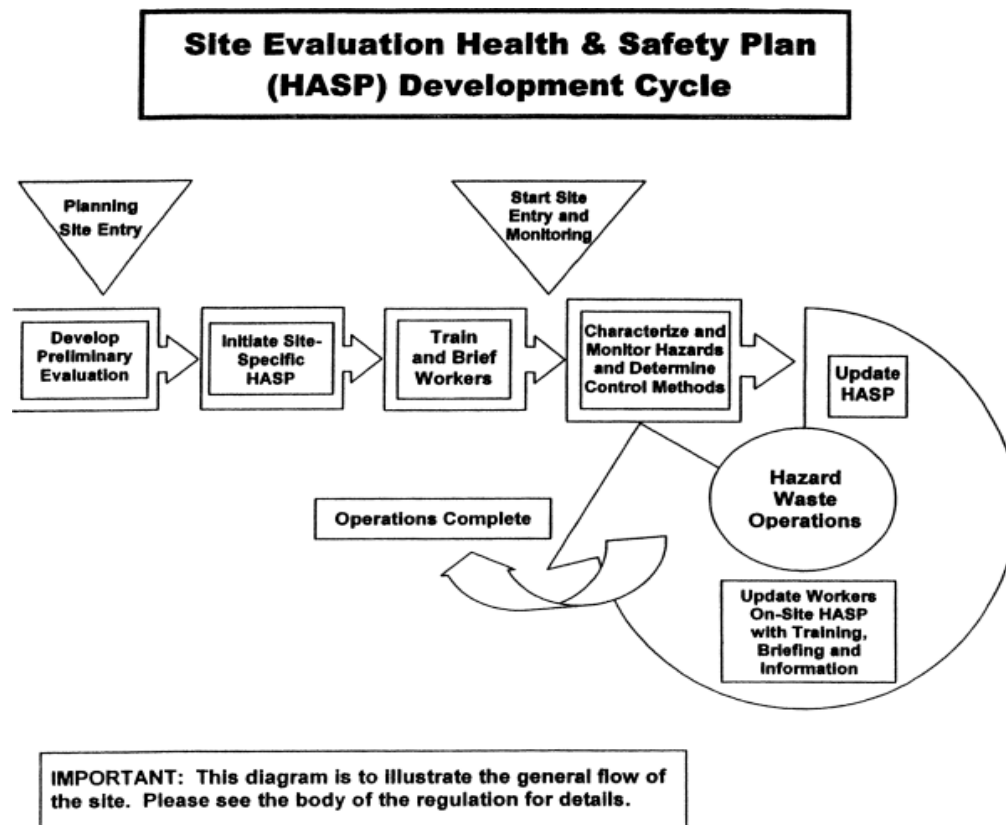 Site Evaluation Health & Safety Plan
(HASP) Development Cycle
Planning
Site Entry
Start Site
Entry and
Monitoring
Develop
Preliminary
Evaluation
Initiate Site-
Specific
HASP
Train
and Brief
Workers
Characterize and
Monitor Hazards
and Determine
Control Methods
Update
HASP
Hazard
Waste
Operations
Operations Complete
Update Workers
On-Site HASP
with Training,
Briefing and
Information
IMPORTANT: This diagram is to illustrate the general flow of
the site. Please see the body of the regulation for details.